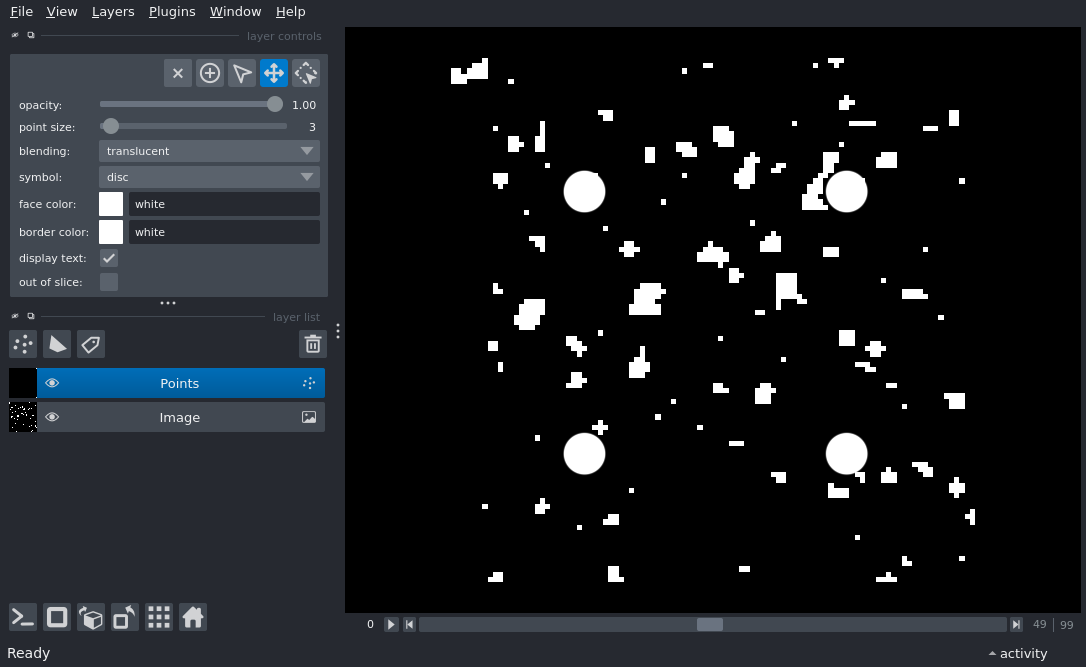 File View Layers Plugins Window Help
layer controls
opacity: 1.00
point size: 3
blending: translucent
symbol: disc
face color: white
border color: white
display text:
out of slice:
layer list
Points
Image
0 49 | 99
Ready activity